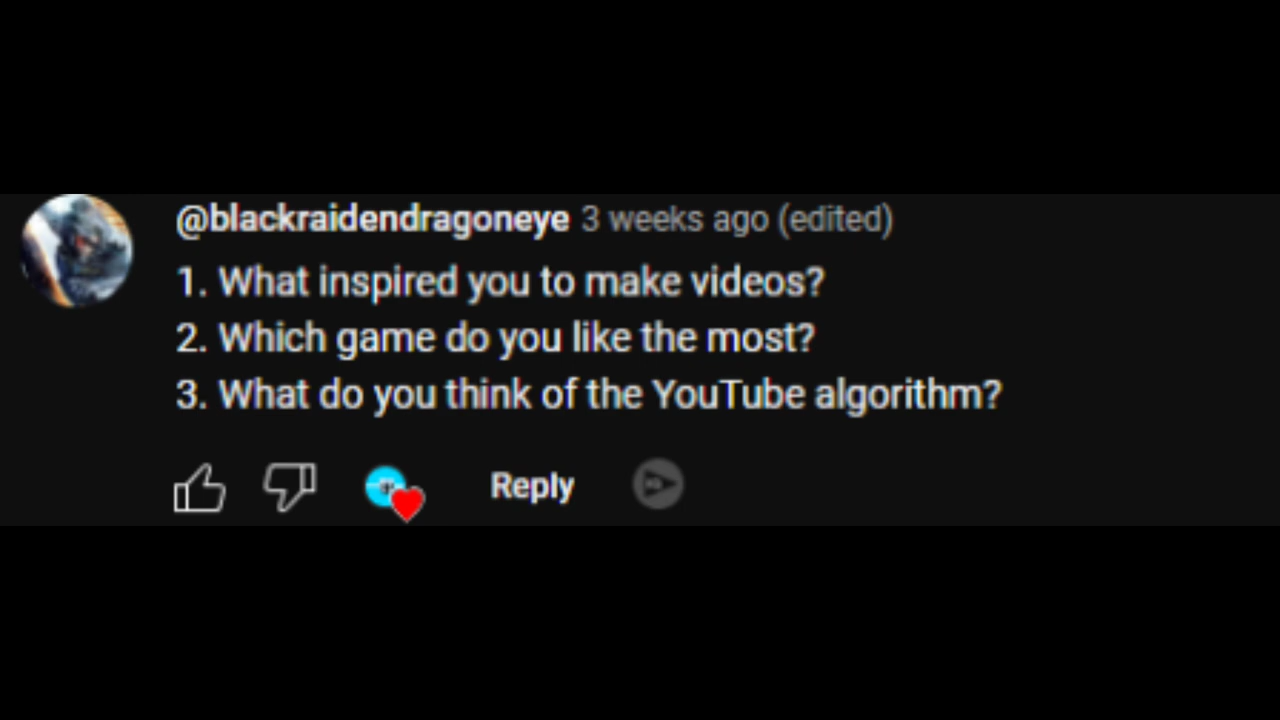 @blackraidendragoneye 3 weeks ago (edited)
1. What inspired you to make videos?
2. Which game do you like the most?
3. What do you think of the YouTube algorithm?
Reply